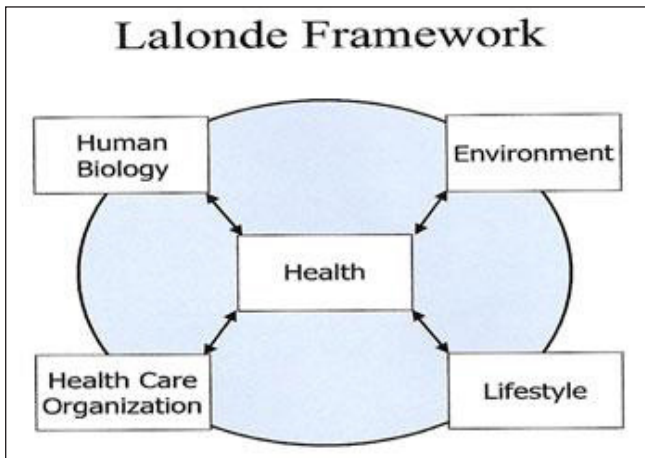 Lalonde Framework
Human
Biology
Environment
Health
Health Care
Organization
Lifestyle